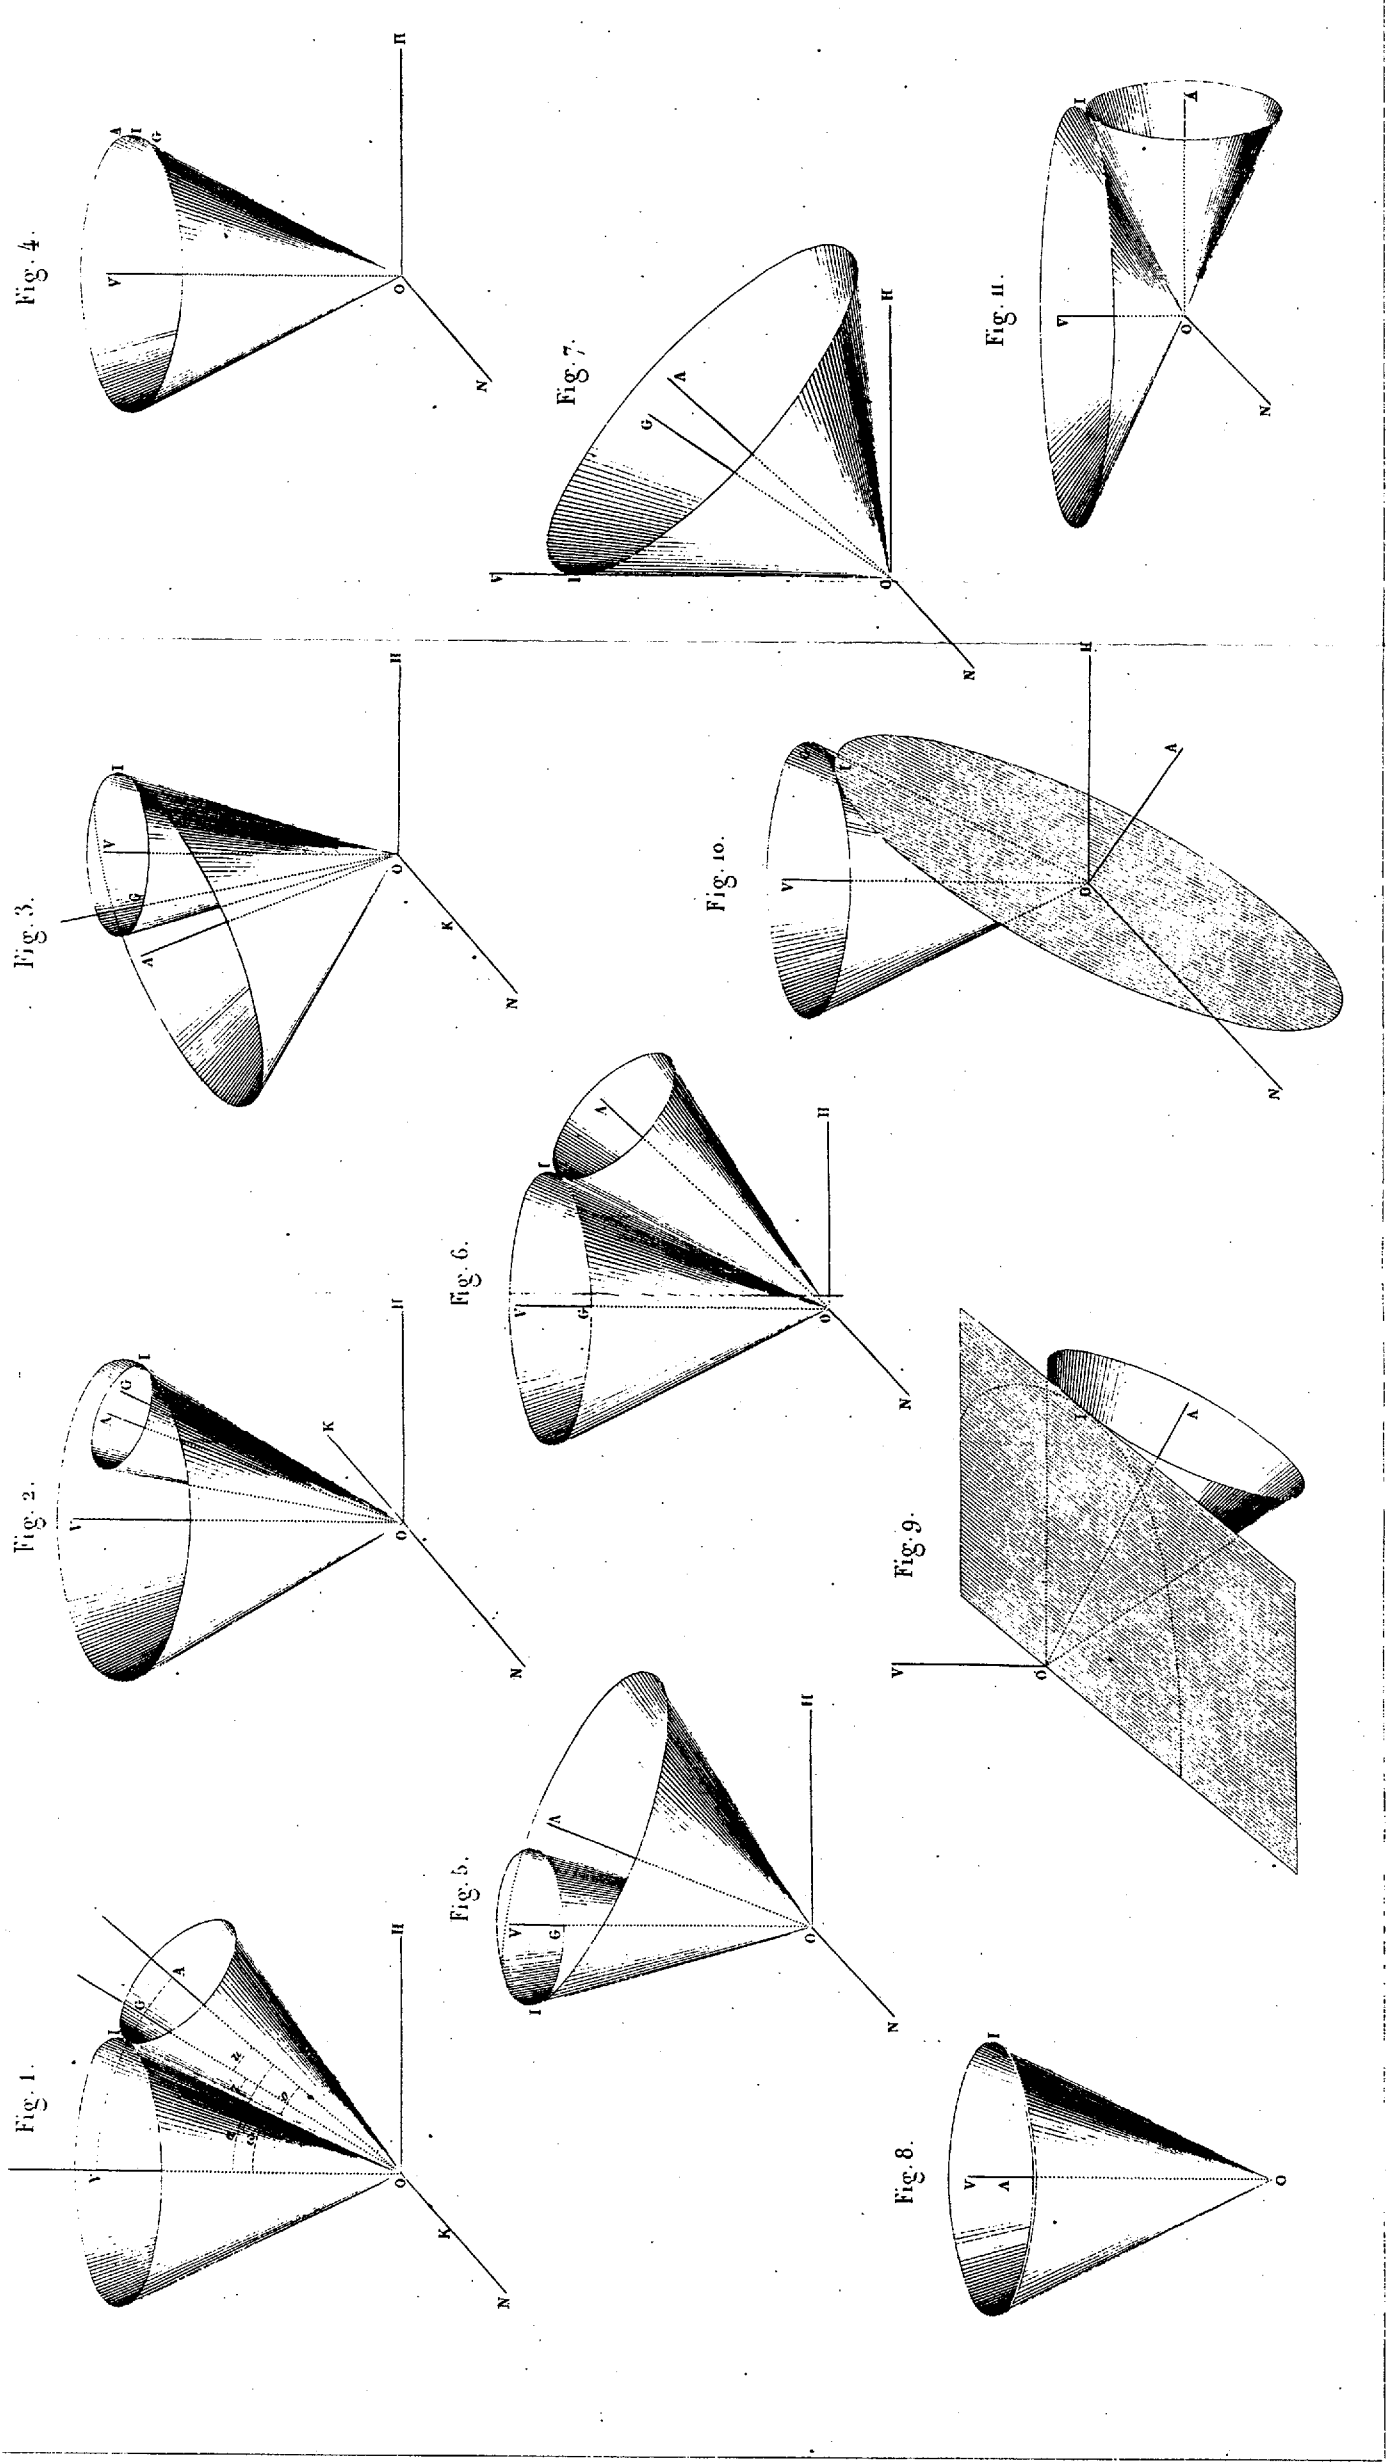 Fig. 1.
V
I
G
A
α
ω
O
H
K
N
Fig. 2.
V
A
G
I
K
O
H
N
Fig. 3.
A
G
V
I
O
H
K
N
Fig. 4.
V
A
I
G
O
H
N
Fig. 5.
I
V
G
A
O
H
N
Fig. 6.
V
G
I
A
O
H
N
Fig. 7.
V
I
G
A
O
H
N
Fig. 8.
V
A
I
O
Fig. 9.
V
O
I
A
Fig. 10.
V
I
O
H
A
N
Fig. 11.
V
I
A
O
N